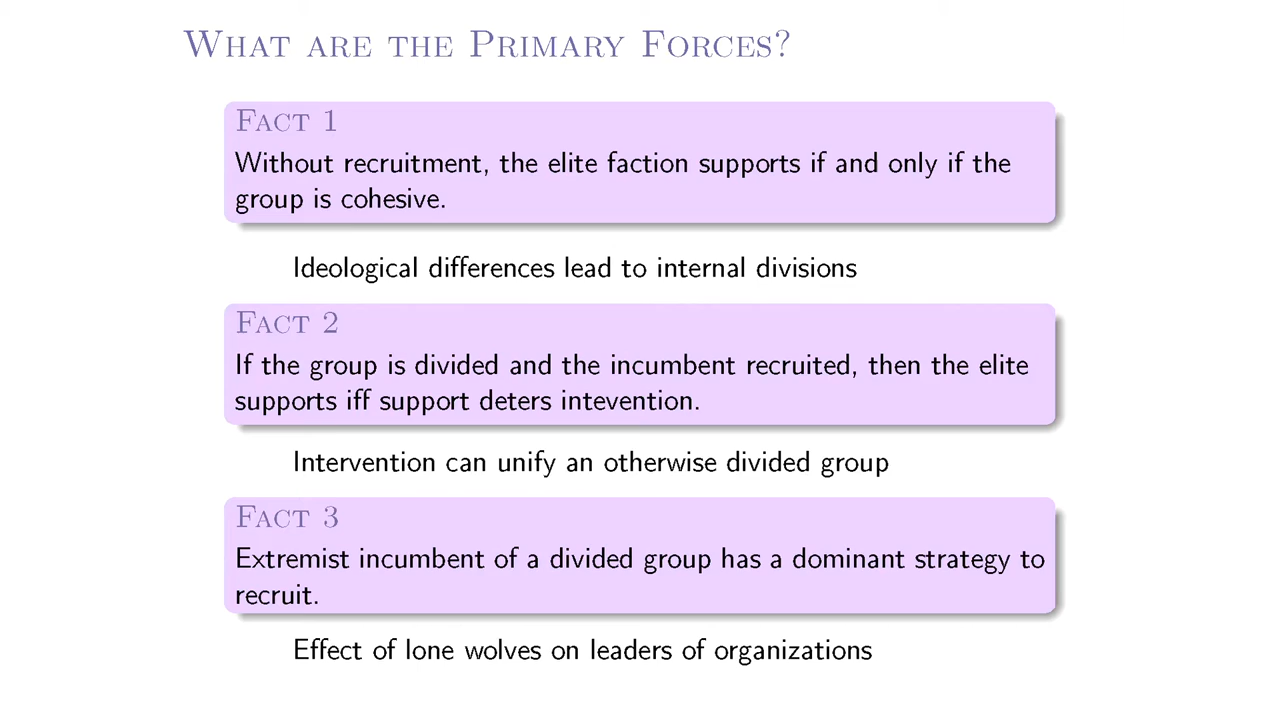 WHAT ARE THE PRIMARY FORCES?
FACT 1
Without recruitment, the elite faction supports if and only if the
group is cohesive.
Ideological differences lead to internal divisions
FACT 2
If the group is divided and the incumbent recruited, then the elite
supports iff support deters intevention.
Intervention can unify an otherwise divided group
FACT 3
Extremist incumbent of a divided group has a dominant strategy to
recruit.
Effect of lone wolves on leaders of organizations